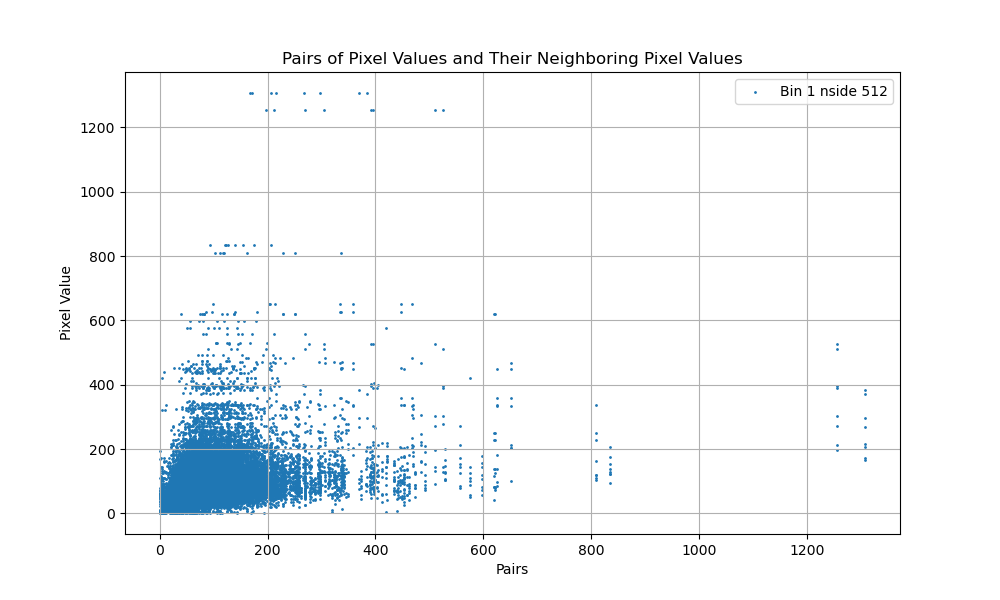 Pairs of Pixel Values and Their Neighboring Pixel Values
Bin 1 nside 512
1200
1000
800
600
400
200
0
Pixel Value
0 200 400 600 800 1000 1200
Pairs